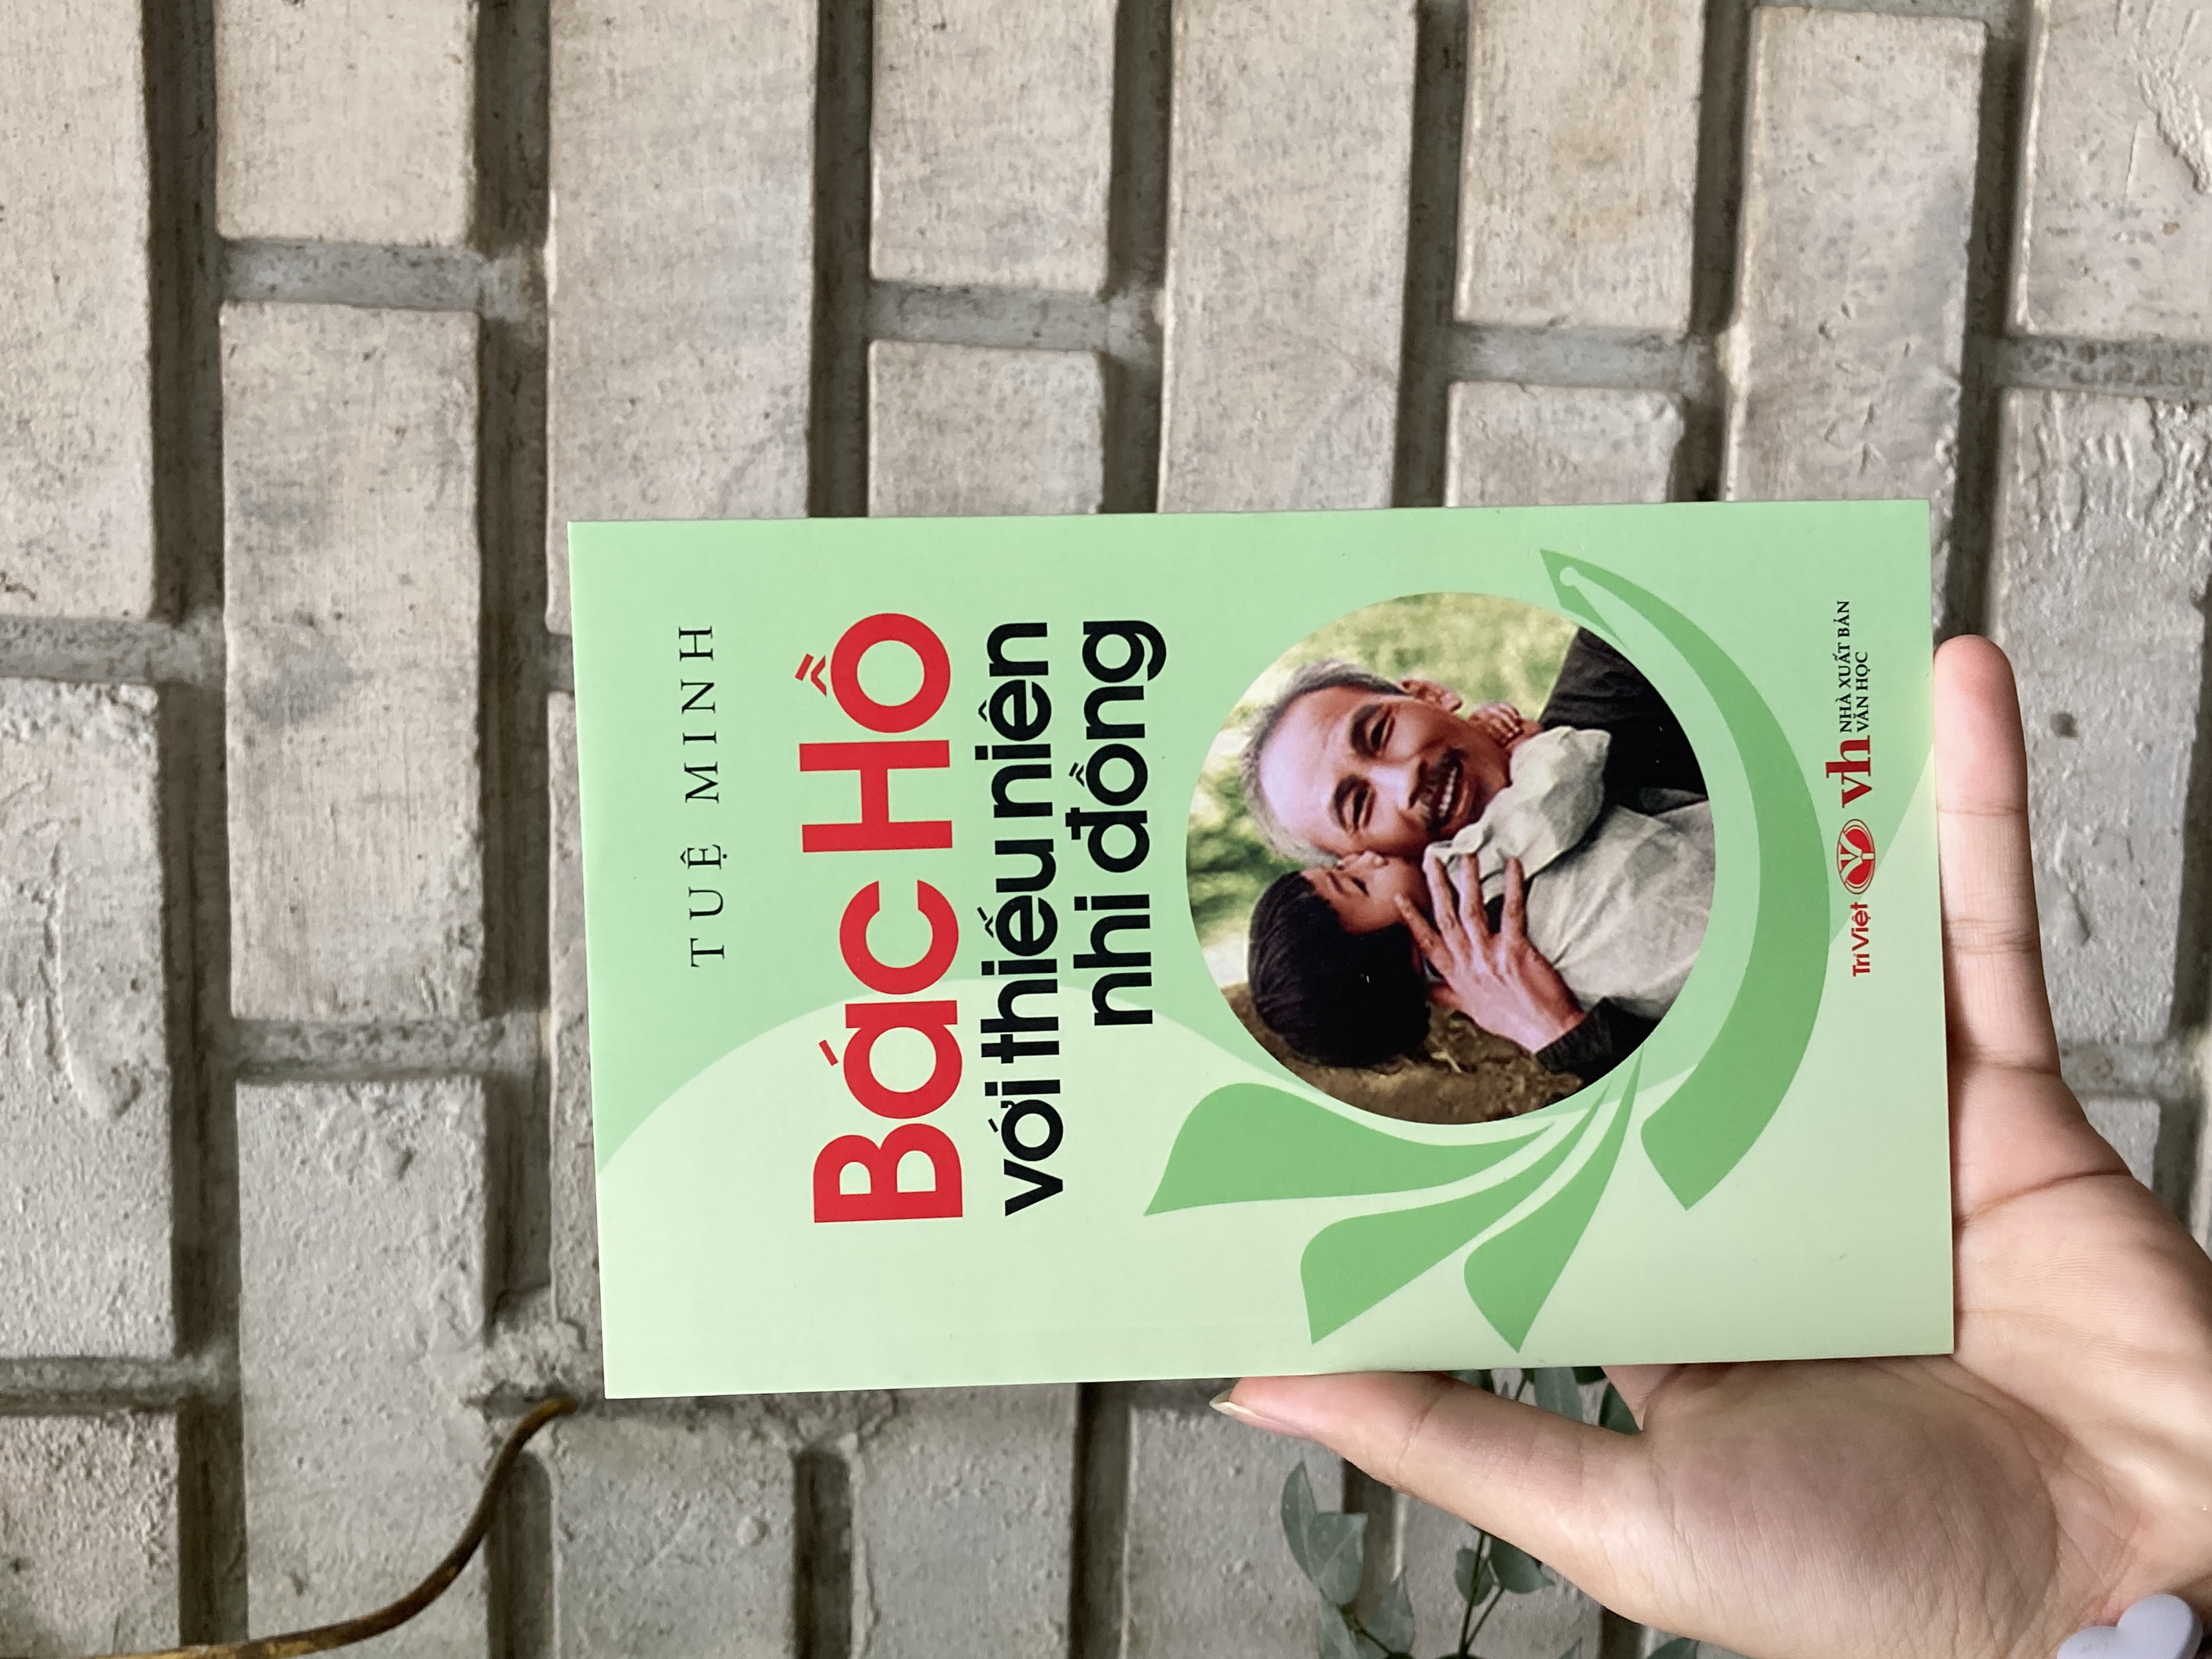 TUỆ MINH
Bác Hồ
với thiếu niên
nhi đồng
Trí Việt
vh
NHÀ XUẤT BẢN
VĂN HỌC